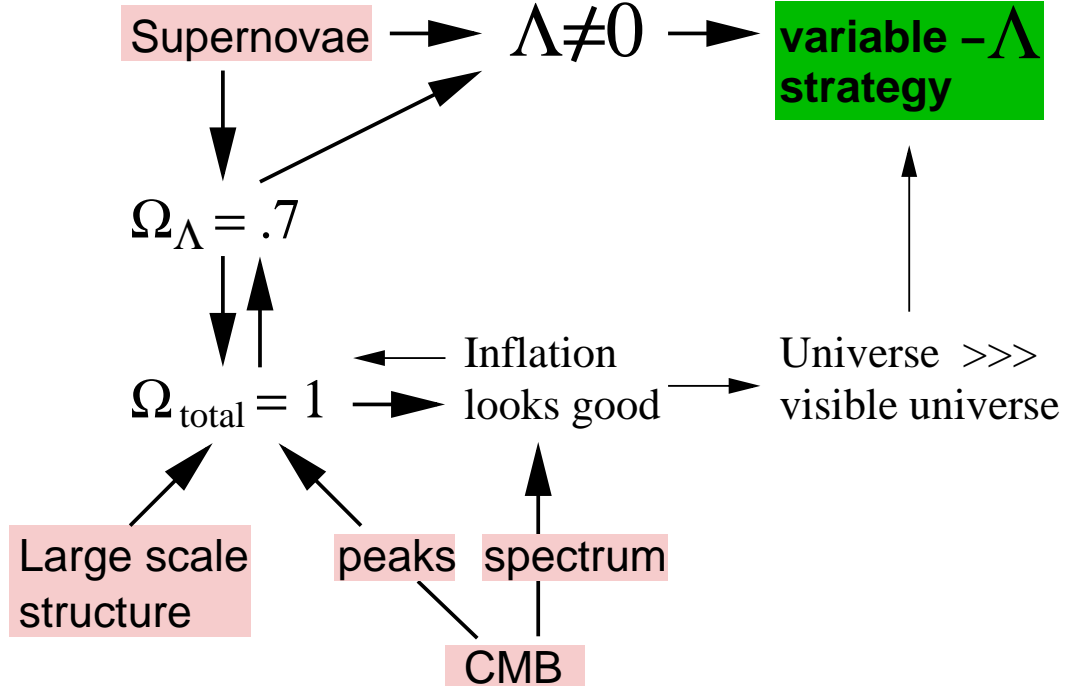 Supernovae
Λ≠0
variable – Λ
strategy
Ω_Λ = .7
Ω_total = 1
Inflation
looks good
Universe >>>
visible universe
Large scale
structure
peaks
spectrum
CMB